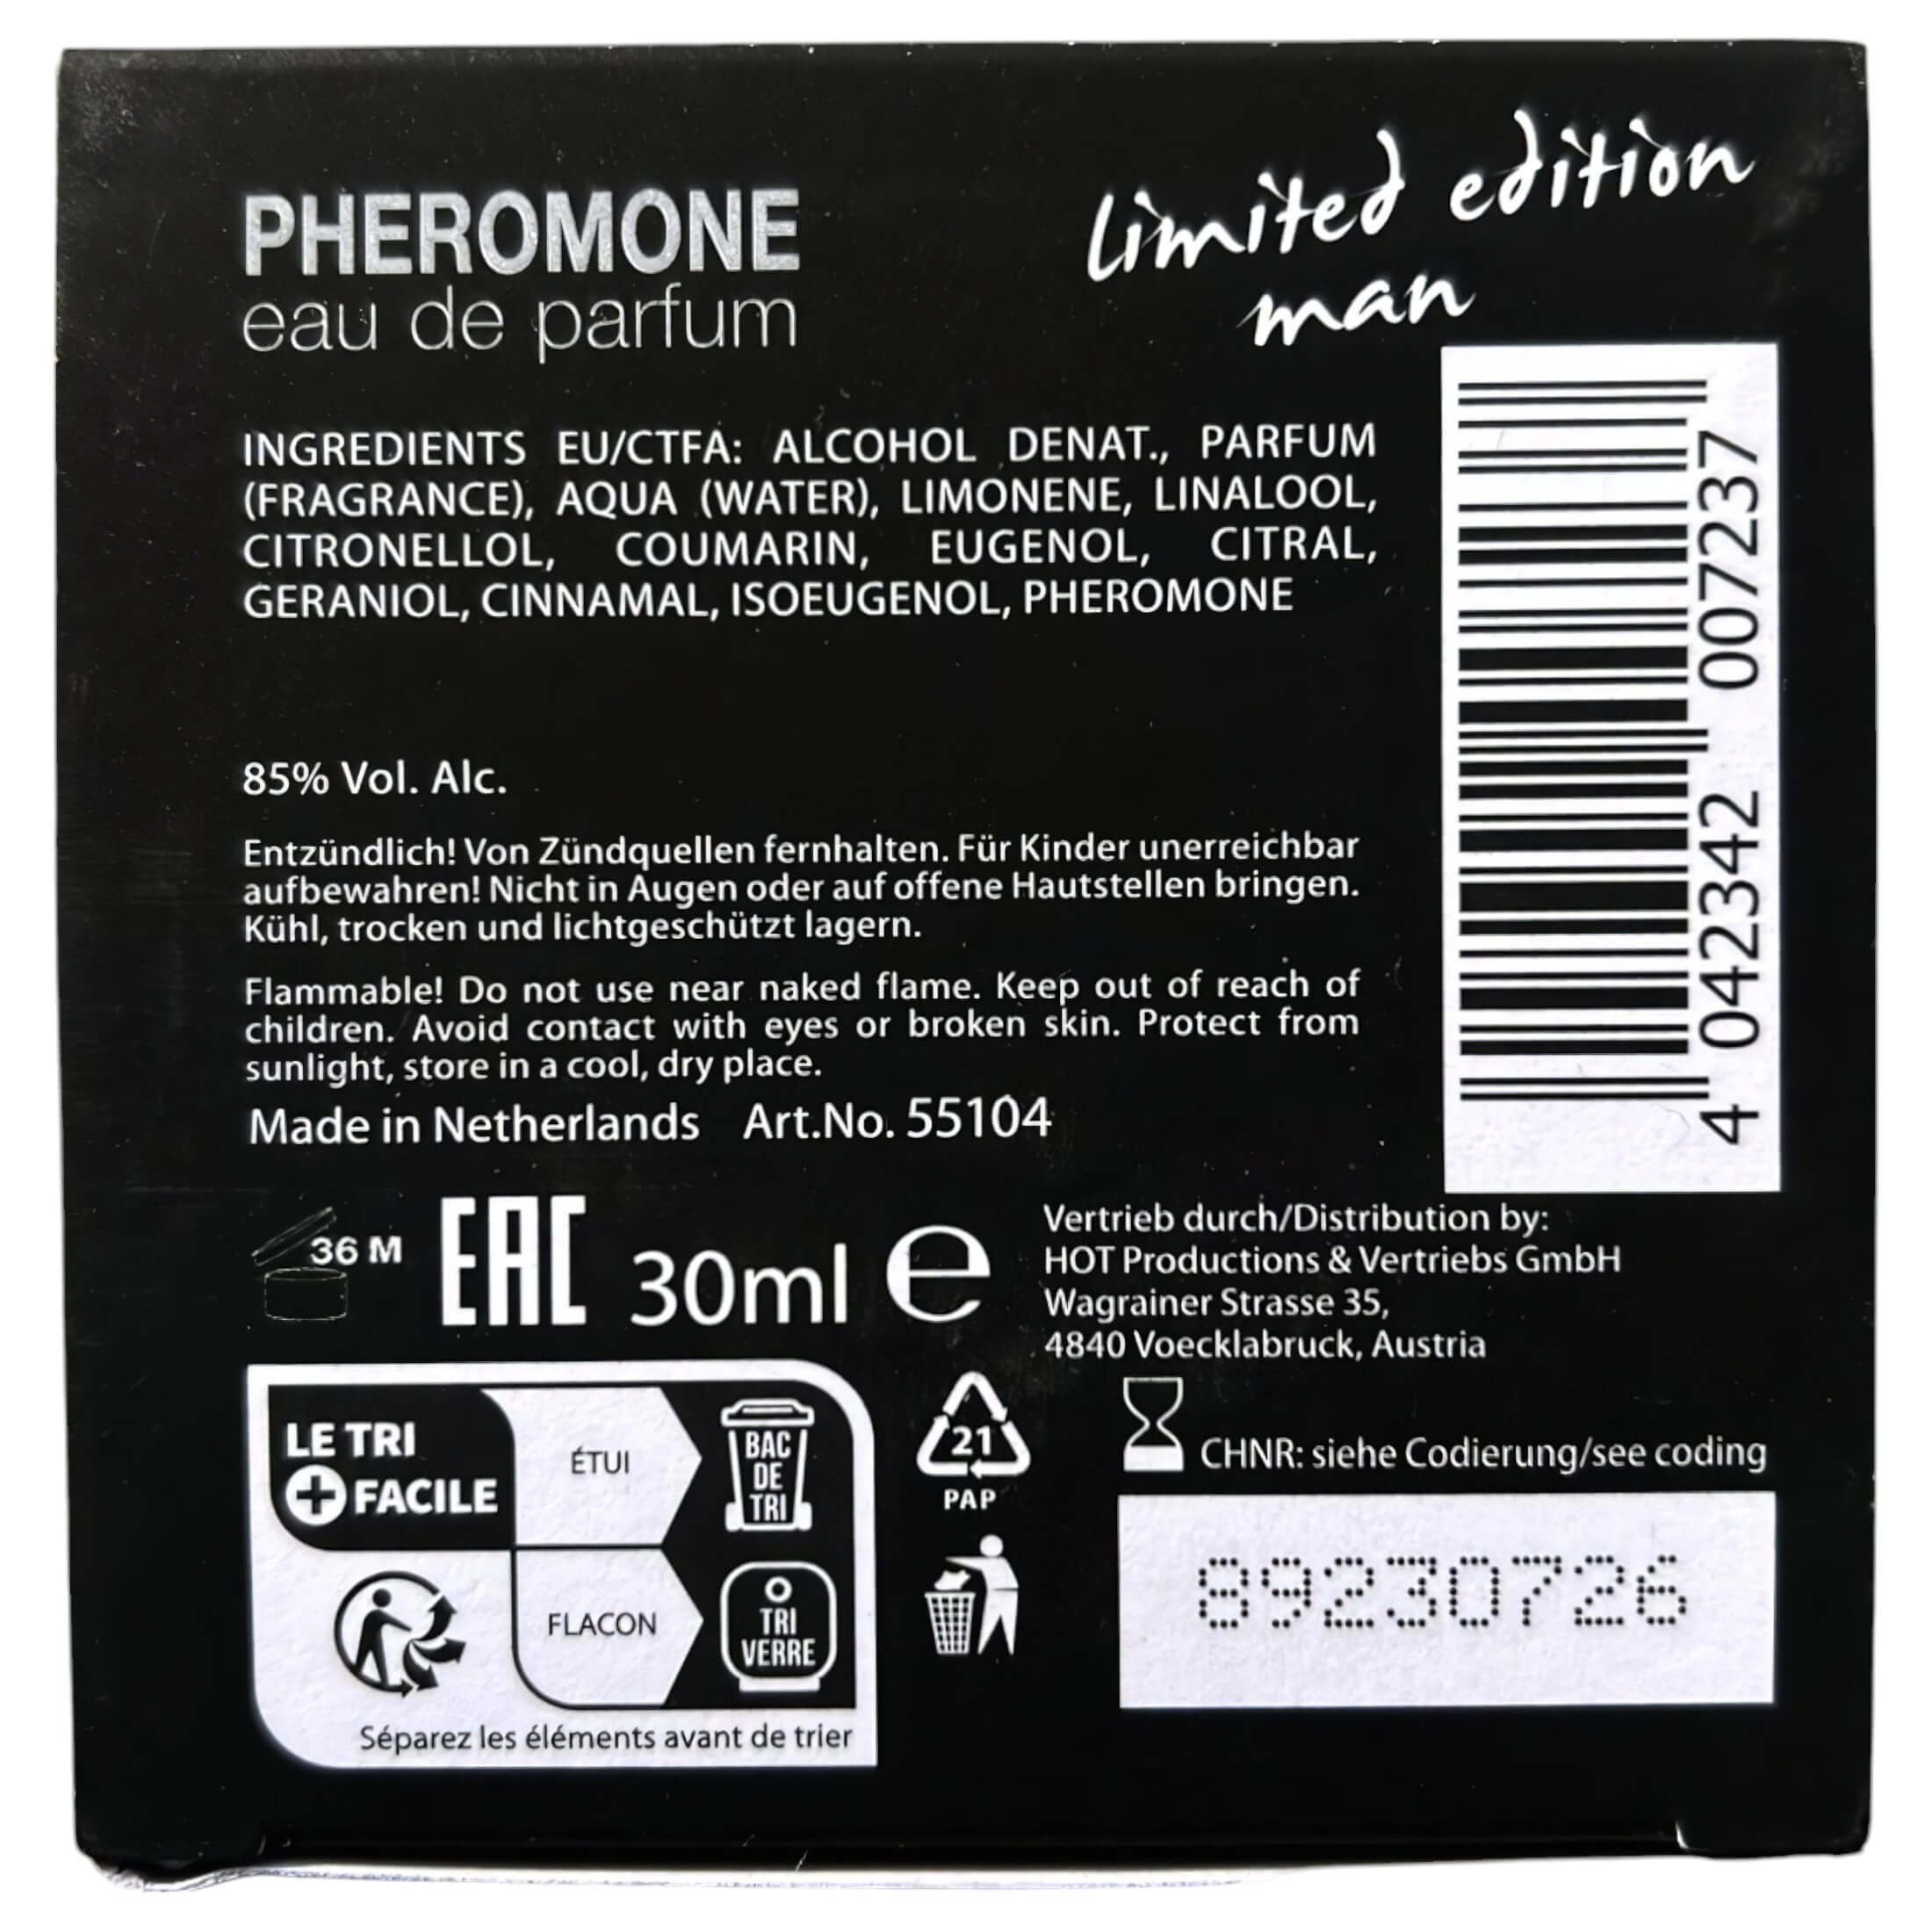 PHEROMONE
eau de parfum
limited edition
man
INGREDIENTS EU/CTFA: ALCOHOL DENAT., PARFUM
(FRAGRANCE), AQUA (WATER), LIMONENE, LINALOOL,
CITRONELLOL, COUMARIN, EUGENOL, CITRAL,
GERANIOL, CINNAMAL, ISOEUGENOL, PHEROMONE
85% Vol. Alc.
Entzündlich! Von Zündquellen fernhalten. Für Kinder unerreichbar
aufbewahren! Nicht in Augen oder auf offene Hautstellen bringen.
Kühl, trocken und lichtgeschützt lagern.
Flammable! Do not use near naked flame. Keep out of reach of
children. Avoid contact with eyes or broken skin. Protect from
sunlight, store in a cool, dry place.
Made in Netherlands Art.No. 55104
4 042342 007237
36 M
EAC
30ml e
Vertrieb durch/Distribution by:
HOT Productions & Vertriebs GmbH
Wagrainer Strasse 35,
4840 Voecklabruck, Austria
LE TRI
+ FACILE
ÉTUI
BAC
DE
TRI
FLACON
TRI
VERRE
Séparez les éléments avant de trier
21
PAP
CHNR: siehe Codierung/see coding
89230726